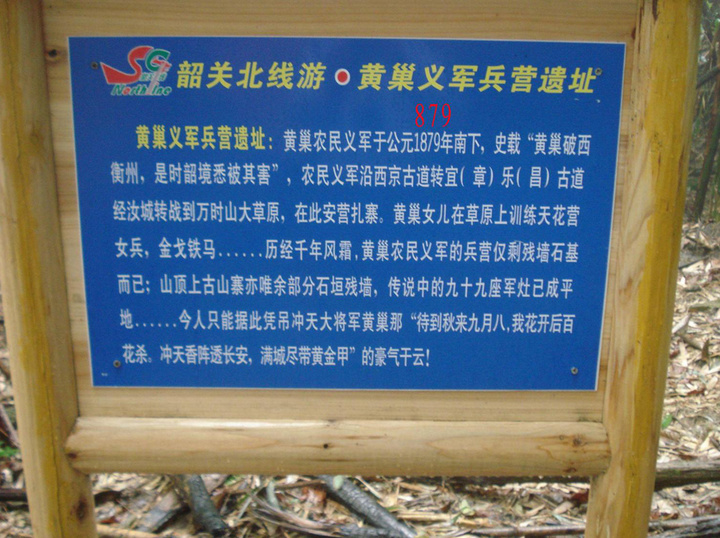 SG
North line
韶关北线游●黄巢义军兵营遗址
879
黄巢义军兵营遗址：黄巢农民义军于公元1879年南下，史载“黄巢破西
衡州，是时韶境悉被其害”，农民义军沿西京古道转宜(章)乐(昌)古道
经汝城转战到万时山大草原，在此安营扎寨。黄巢女儿在草原上训练天花营
女兵，金戈铁马......历经千年风霜,黄巢农民义军的兵营仅剩残墙石基
而已；山顶上古山寨亦唯余部分石垣残墙，传说中的九十九座军灶已成平
地......今人只能据此凭吊冲天大将军黄巢那“待到秋来九月八,我花开后百
花杀。冲天香阵透长安，满城尽带黄金甲”的豪气干云！